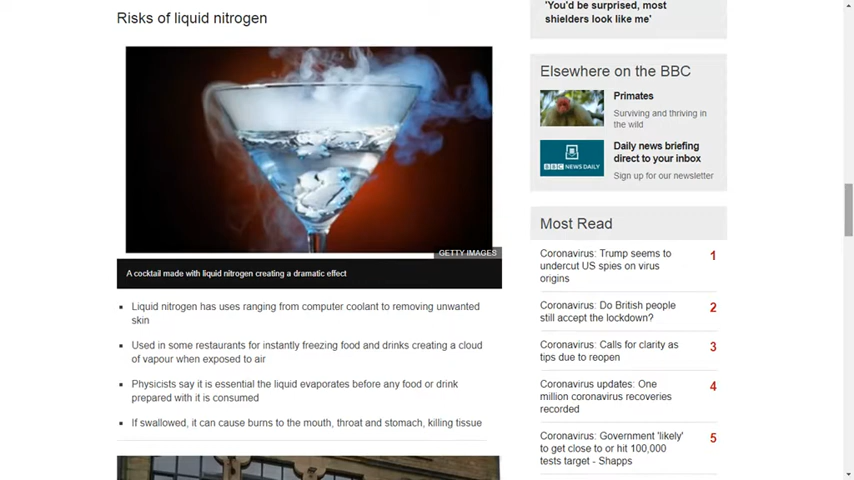 Risks of liquid nitrogen
GETTY IMAGES
A cocktail made with liquid nitrogen creating a dramatic effect
Liquid nitrogen has uses ranging from computer coolant to removing unwanted
skin
Used in some restaurants for instantly freezing food and drinks creating a cloud
of vapour when exposed to air
Physicists say it is essential the liquid evaporates before any food or drink
prepared with it is consumed
If swallowed, it can cause burns to the mouth, throat and stomach, killing tissue
'You'd be surprised, most
shielders look like me'
Elsewhere on the BBC
Primates
Surviving and thriving in
the wild
BBC NEWS DAILY
Daily news briefing
direct to your inbox
Sign up for our newsletter
Most Read
Coronavirus: Trump seems to
undercut US spies on virus
origins
1
Coronavirus: Do British people
still accept the lockdown?
2
Coronavirus: Calls for clarity as
tips due to reopen
3
Coronavirus updates: One
million coronavirus recoveries
recorded
4
Coronavirus: Government 'likely'
to get close to or hit 100,000
tests target - Shapps
5